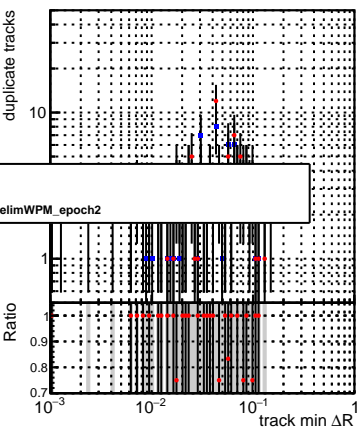 duplicate tracks
10
elimWPM_epoch2
1
Ratio
1
0.9
0.8
0.7
10⁻³ 10⁻² 10⁻¹ 1
track min ΔR